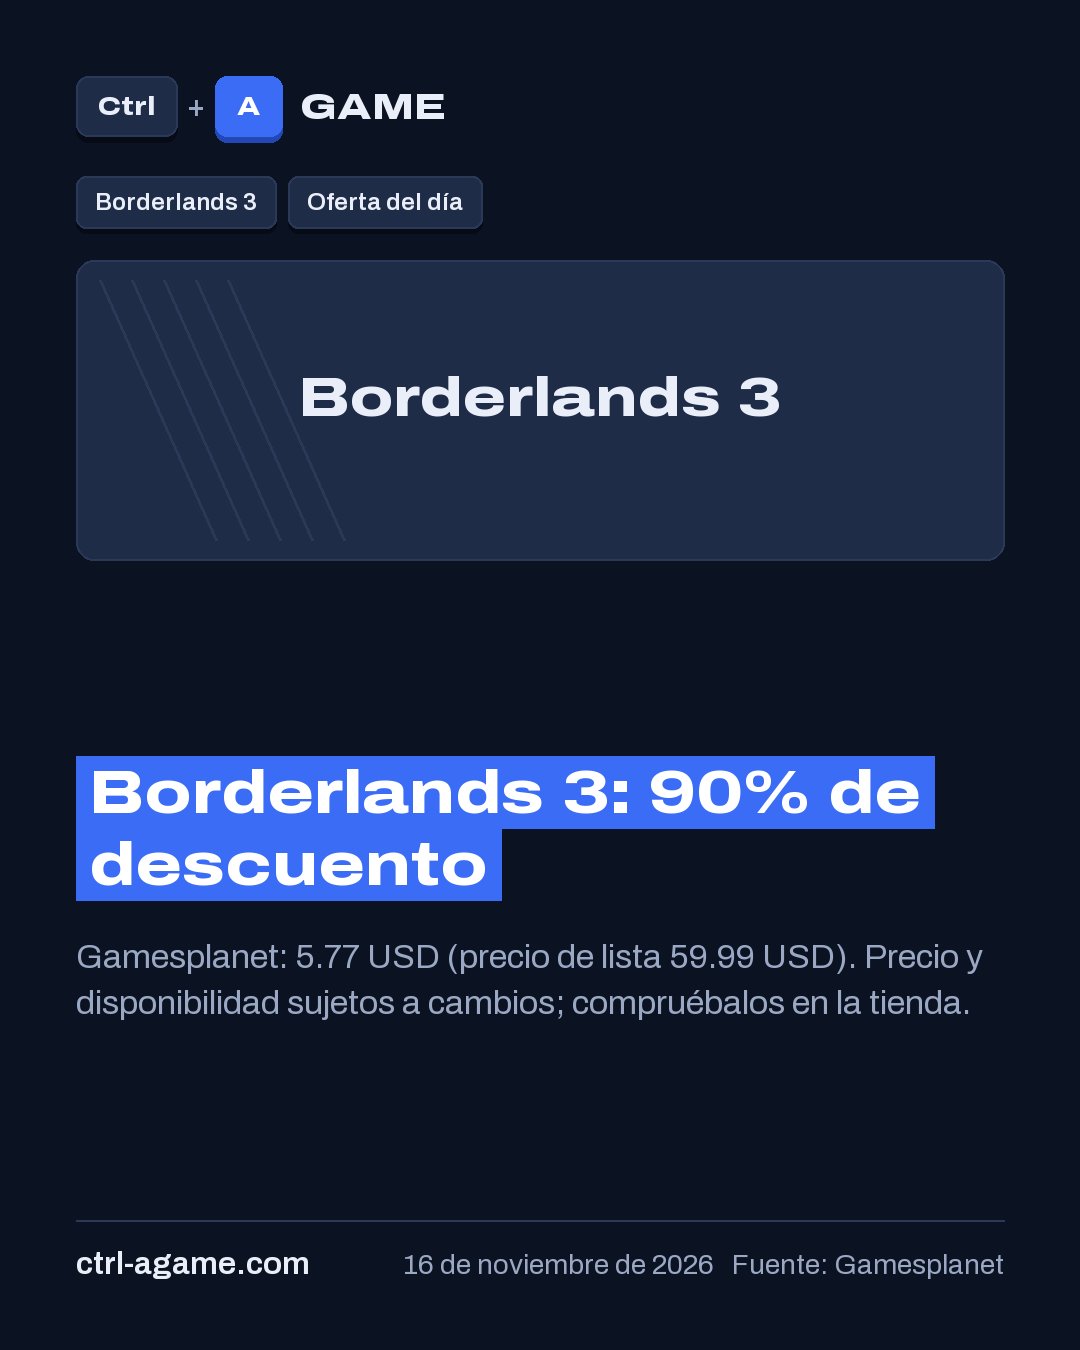 Ctrl + A GAME
Borderlands 3 Oferta del día
Borderlands 3
Borderlands 3: 90% de
descuento
Gamesplanet: 5.77 USD (precio de lista 59.99 USD). Precio y
disponibilidad sujetos a cambios; compruébalos en la tienda.
ctrl-agame.com 16 de noviembre de 2026 Fuente: Gamesplanet